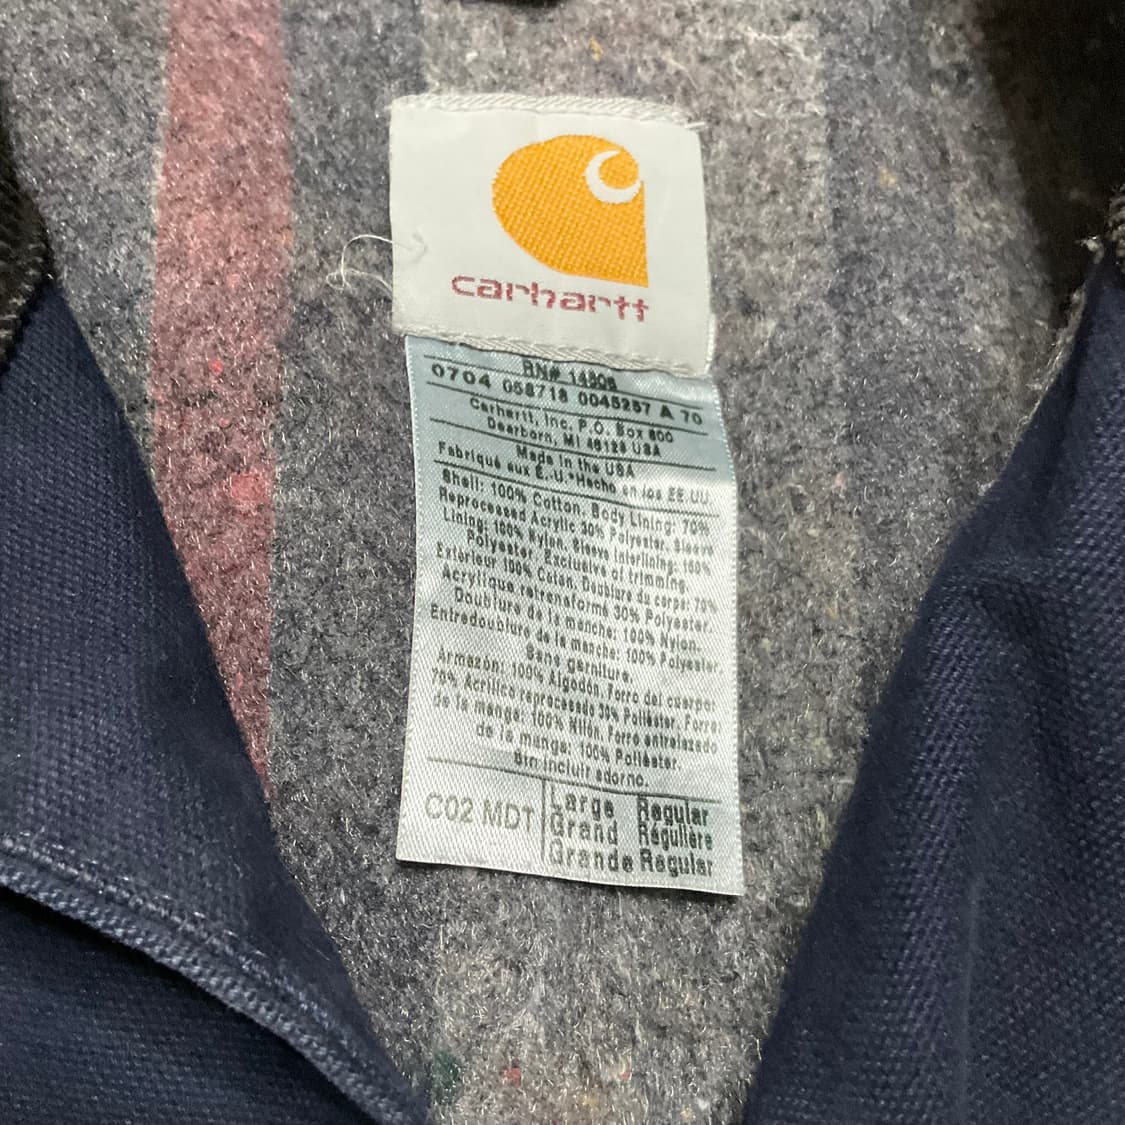 carhartt
RN# 14806
0704 058718 0045257 A 70
Carhartt, Inc. P.O. Box 600
Dearborn, MI 48128 USA
Made in the USA
Fabriqué aux É.-U.*Hecho en los EE.UU.
Shell: 100% Cotton. Body Lining: 70%
Reprocessed Acrylic 30% Polyester. Sleeve
Lining: 100% Nylon. Sleeve Interlining: 100%
Polyester. Exclusive of trimming.
Extérieur 100% Coton. Doublure du corps: 70%
Acrylique retransformé 30% Polyester.
Doublure de la manche: 100% Nylon.
Entredoublure de la manche: 100% Polyester.
Sans garniture.
Armazón: 100% Algodón. Forro del cuerpo:
70% Acrílico reprocesado 30% Poliéster. Forro
de la manga: 100% Nilón. Forro entrelazado
de la manga: 100% Poliéster.
Sin incluir adorno.
C02 MDT
Large Regular
Grand Régulière
Grande Regular